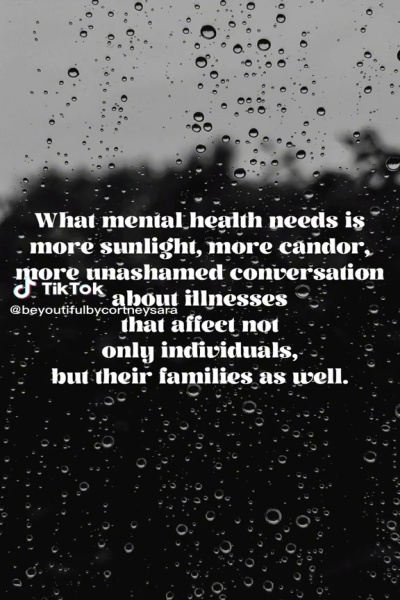 What mental health needs is
more sunlight, more candor,
more unashamed conversation
TikTok
about illnesses
@beyoutifulbycortneysara
that affect not
only individuals,
but their families as well.